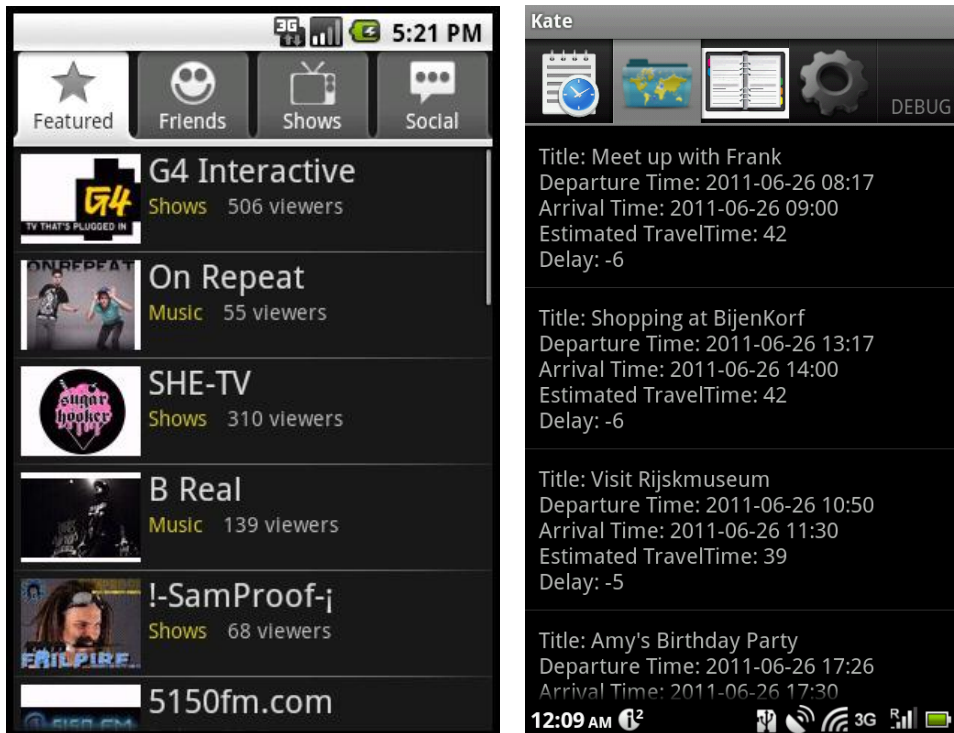 3G 5:21 PM
Featured Friends Shows Social
G4 Interactive
Shows 506 viewers
G4
TV THAT'S PLUGGED IN
On Repeat
Music 55 viewers
ON REPEAT
SHE-TV
Shows 310 viewers
sugar
hooker
B Real
Music 139 viewers
!-SamProof-¡
Shows 68 viewers
5150fm.com
Kate
DEBUG
Title: Meet up with Frank
Departure Time: 2011-06-26 08:17
Arrival Time: 2011-06-26 09:00
Estimated TravelTime: 42
Delay: -6
Title: Shopping at BijenKorf
Departure Time: 2011-06-26 13:17
Arrival Time: 2011-06-26 14:00
Estimated TravelTime: 42
Delay: -6
Title: Visit Rijskmuseum
Departure Time: 2011-06-26 10:50
Arrival Time: 2011-06-26 11:30
Estimated TravelTime: 39
Delay: -5
Title: Amy's Birthday Party
Departure Time: 2011-06-26 17:26
Arrival Time: 2011-06-26 17:30
12:09 AM 2 3G R